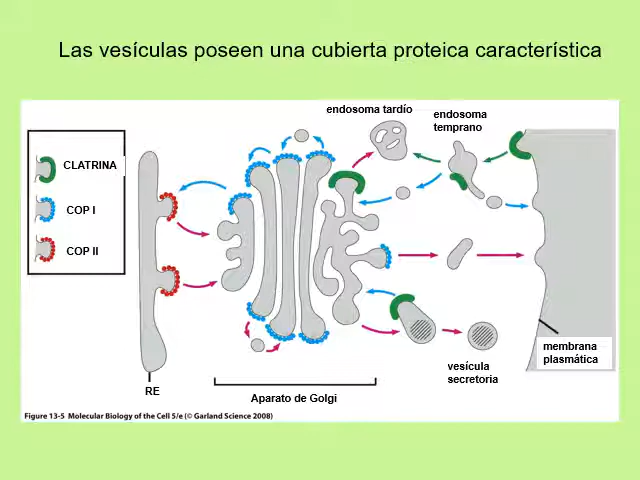 Las vesículas poseen una cubierta proteica característica
endosoma tardío
endosoma
temprano
CLATRINA
COP I
COP II
membrana
plasmática
vesícula
secretoria
RE
Aparato de Golgi
Figure 13-5 Molecular Biology of the Cell 5/e (© Garland Science 2008)